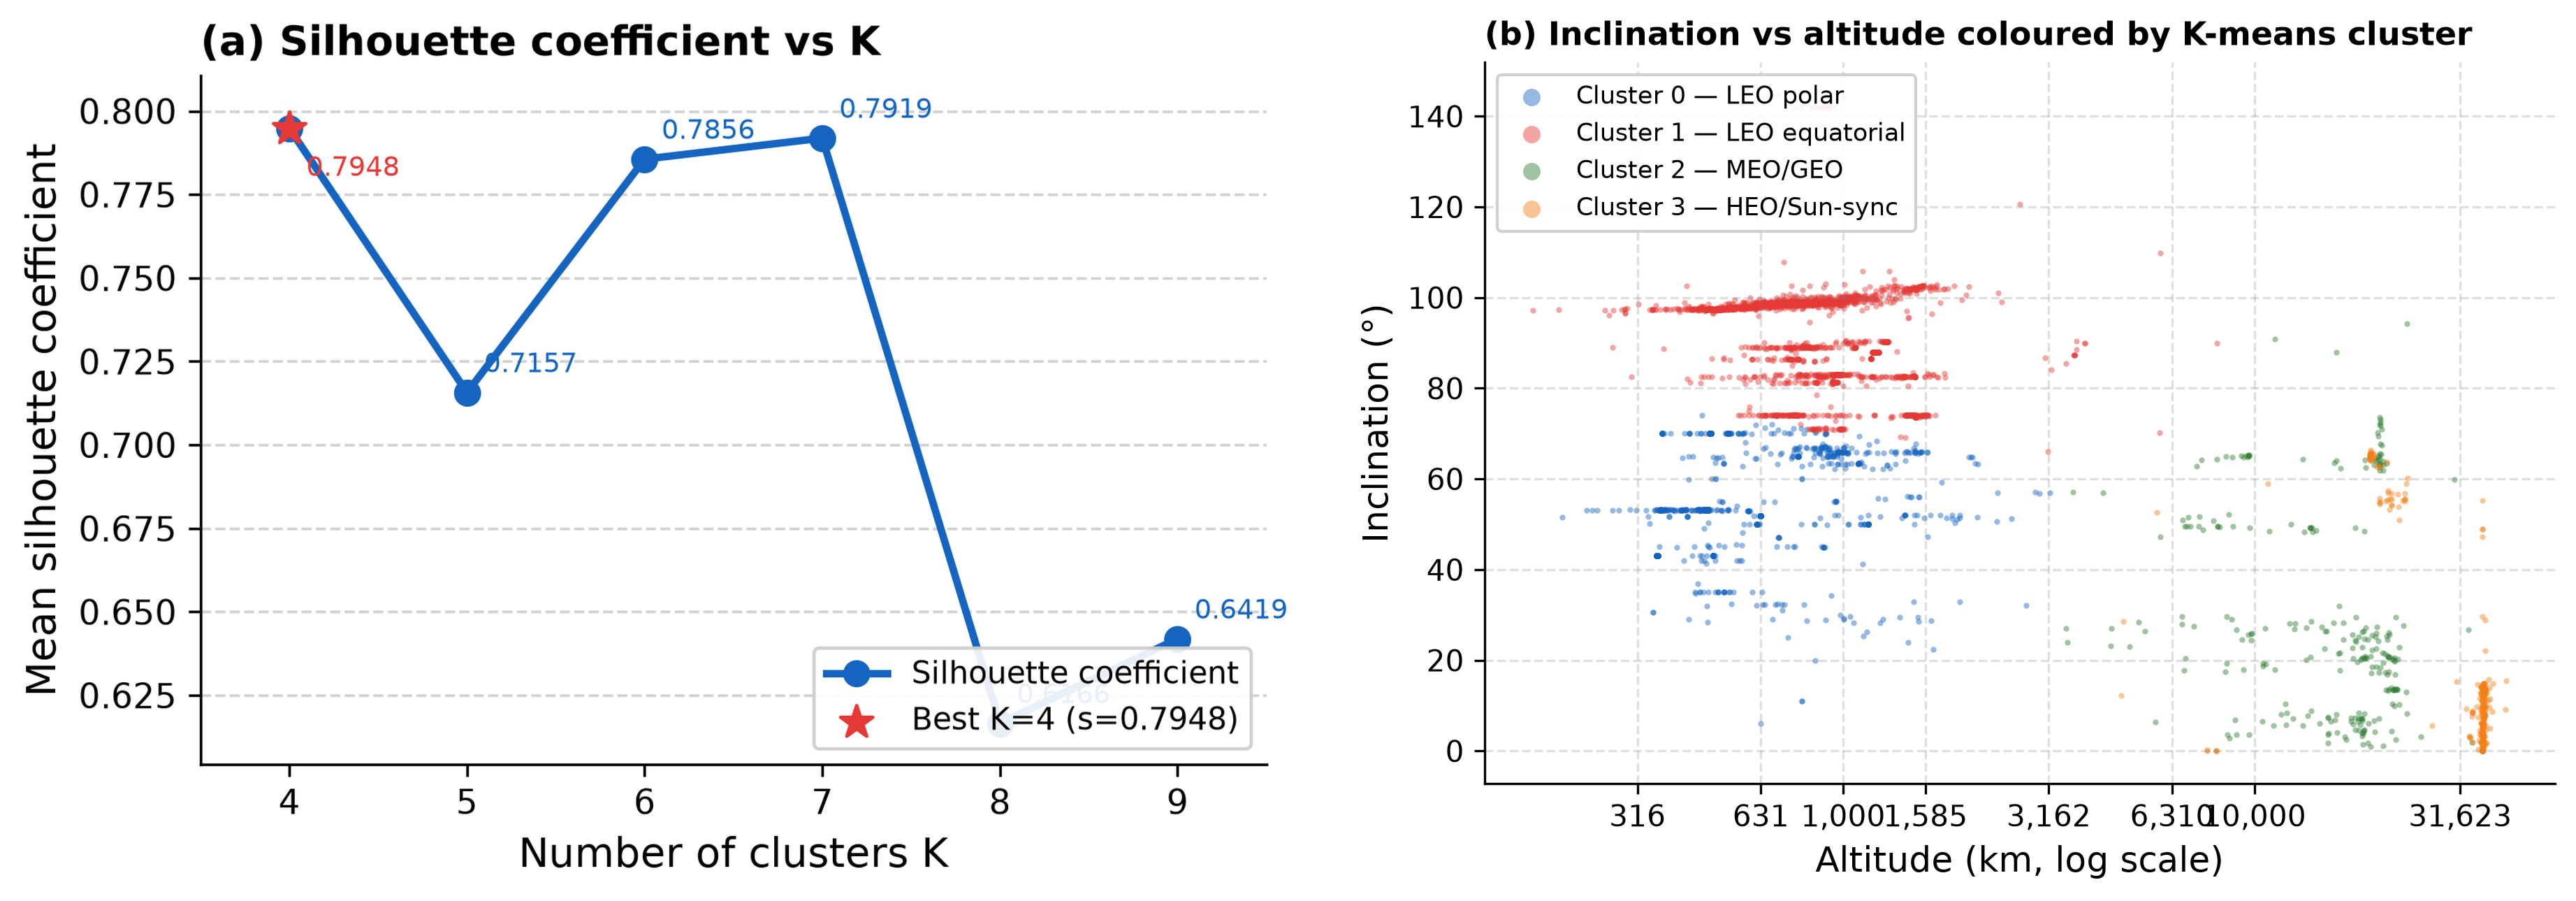 (a) Silhouette coefficient vs K
Mean silhouette coefficient
0.800
0.775
0.750
0.725
0.700
0.675
0.650
0.625
0.7948
0.7157
0.7856
0.7919
0.6166
0.6419
Silhouette coefficient
Best K=4 (s=0.7948)
4 5 6 7 8 9
Number of clusters K
(b) Inclination vs altitude coloured by K-means cluster
Inclination (°)
140
120
100
80
60
40
20
0
Cluster 0 — LEO polar
Cluster 1 — LEO equatorial
Cluster 2 — MEO/GEO
Cluster 3 — HEO/Sun-sync
316 631 1,000 1,585 3,162 6,310 10,000 31,623
Altitude (km, log scale)